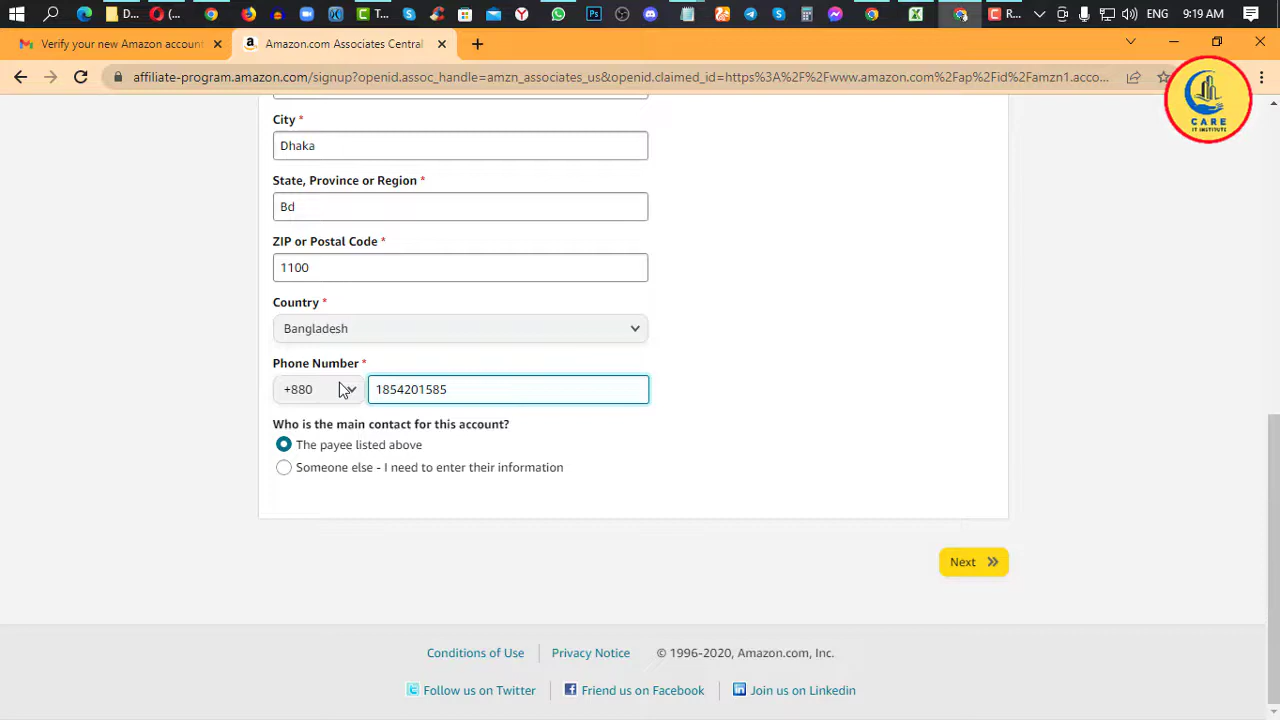 D...
(...
T...
ENG
9:19 AM
R...
Verify your new Amazon account
Amazon.com Associates Central
affiliate-program.amazon.com/signup?openid.assoc_handle=amzn_associates_us&openid.claimed_id=https%3A%2F%2Fwww.amazon.com%2Fap%2Fid%2Famzn1.acco...
CARE
IT INSTITUTE
City *
Dhaka
State, Province or Region *
Bd
ZIP or Postal Code *
1100
Country *
Bangladesh
Phone Number *
+880
1854201585
Who is the main contact for this account?
The payee listed above
Someone else - I need to enter their information
Next
Conditions of Use
Privacy Notice
© 1996-2020, Amazon.com, Inc.
Follow us on Twitter
Friend us on Facebook
Join us on Linkedin